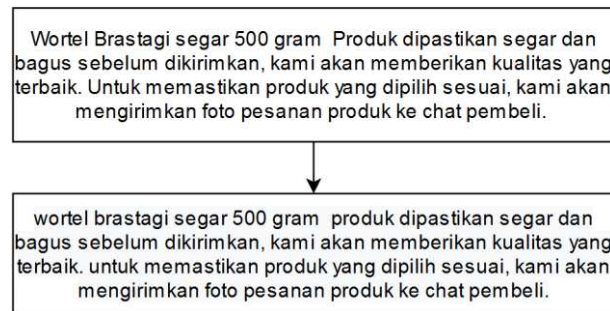 Wortel Brastagi segar 500 gram  Produk dipastikan segar dan
bagus sebelum dikirimkan, kami akan memberikan kualitas yang
terbaik. Untuk memastikan produk yang dipilih sesuai, kami akan
mengirimkan foto pesanan produk ke chat pembeli.
wortel brastagi segar 500 gram  produk dipastikan segar dan
bagus sebelum dikirimkan, kami akan memberikan kualitas yang
terbaik. untuk memastikan produk yang dipilih sesuai, kami akan
mengirimkan foto pesanan produk ke chat pembeli.